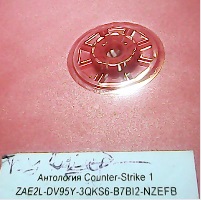 Антология Counter-Strike 1
ZAE2L-DV95Y-3QKS6-B7BI2-NZEFB